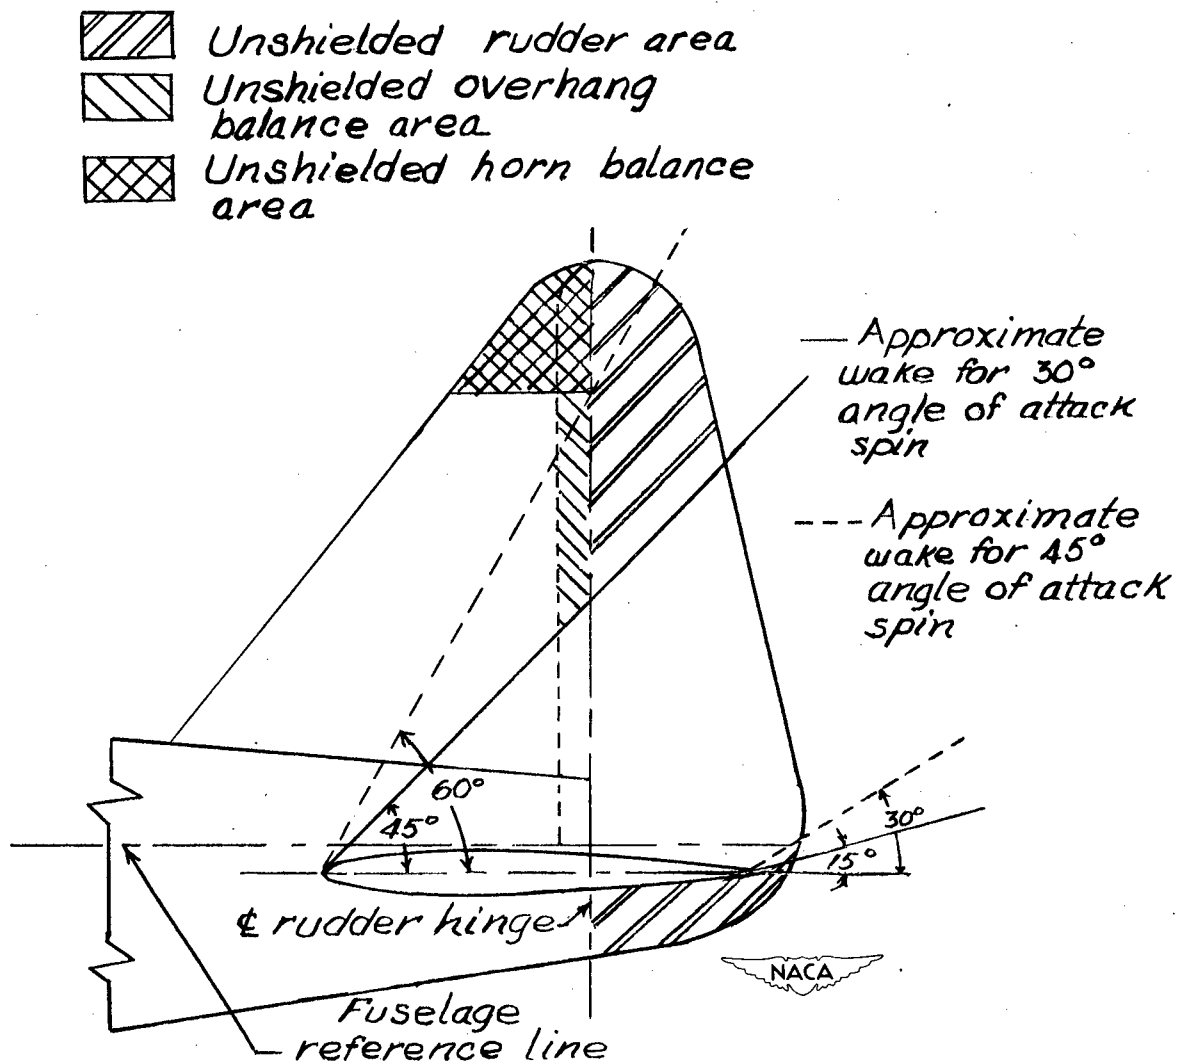 Unshielded rudder area
Unshielded overhang
balance area
Unshielded horn balance
area
Approximate
wake for 30°
angle of attack
spin
Approximate
wake for 45°
angle of attack
spin
60°
45°
30°
15°
℄ rudder hinge
NACA
Fuselage
reference line